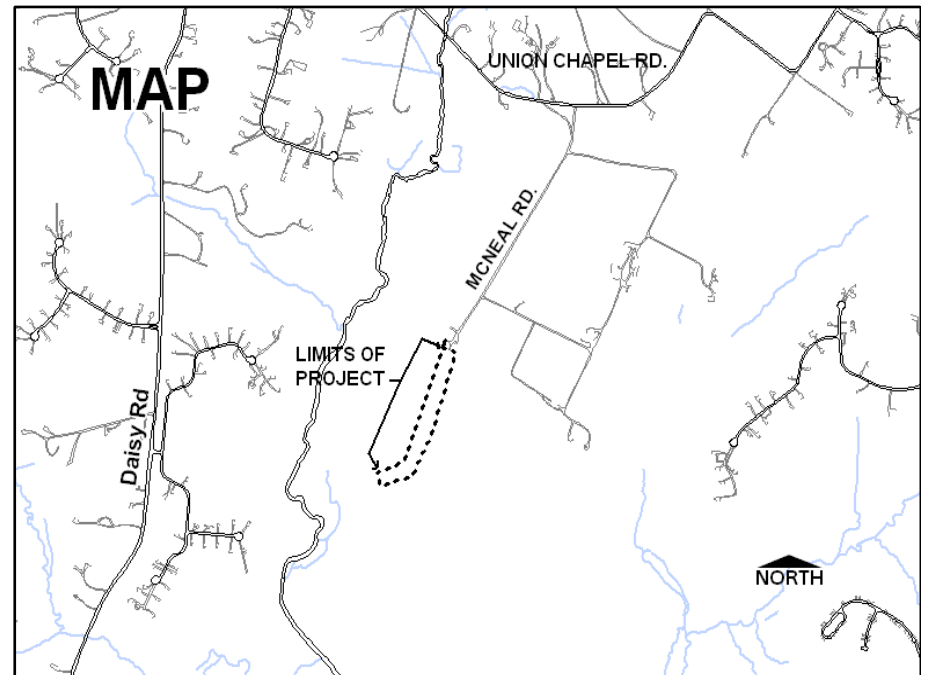 MAP
UNION CHAPEL RD.
MCNEAL RD.
LIMITS OF
PROJECT
Daisy Rd
NORTH